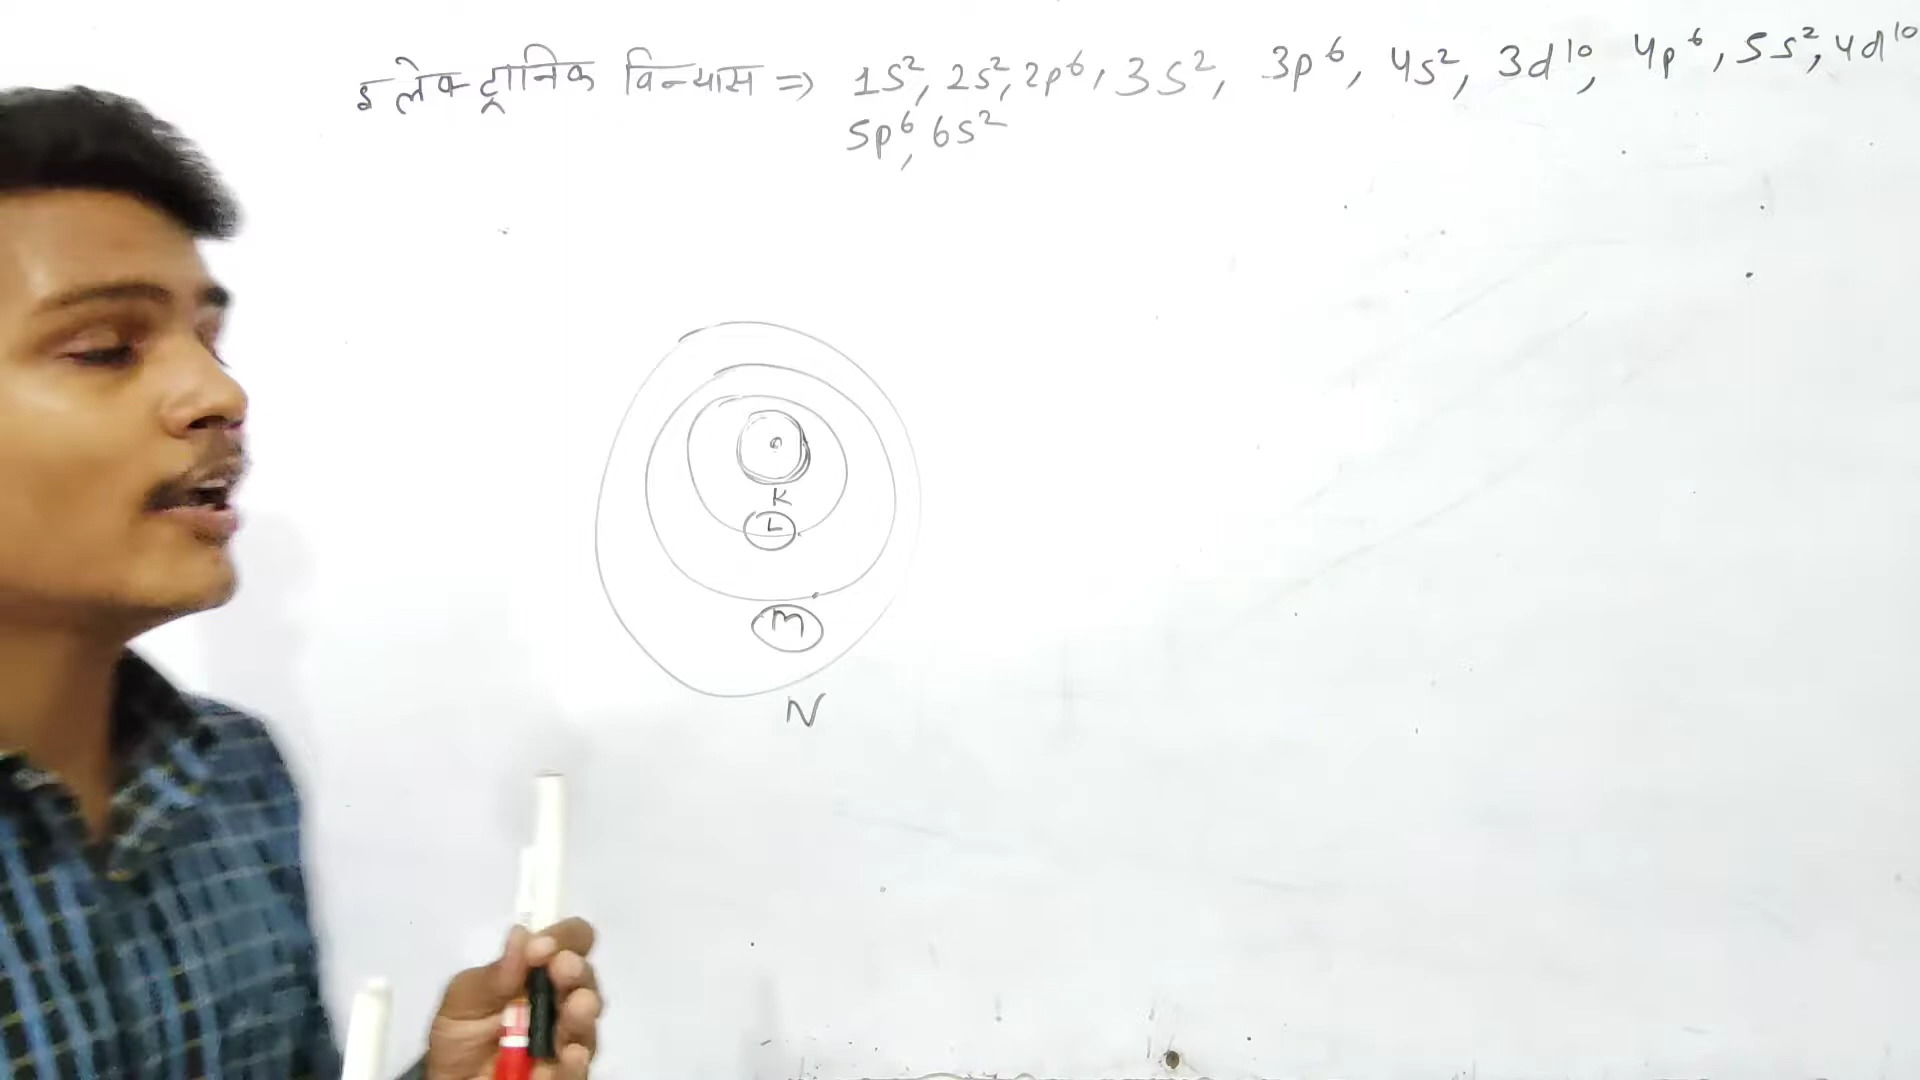 इलेक्ट्रानिक विन्यास => 1S², 2S², 2p⁶, 3S², 3p⁶, 4s², 3d¹⁰, 4p⁶, 5s², 4d¹⁰
5p⁶, 6s²
K
L
M
N